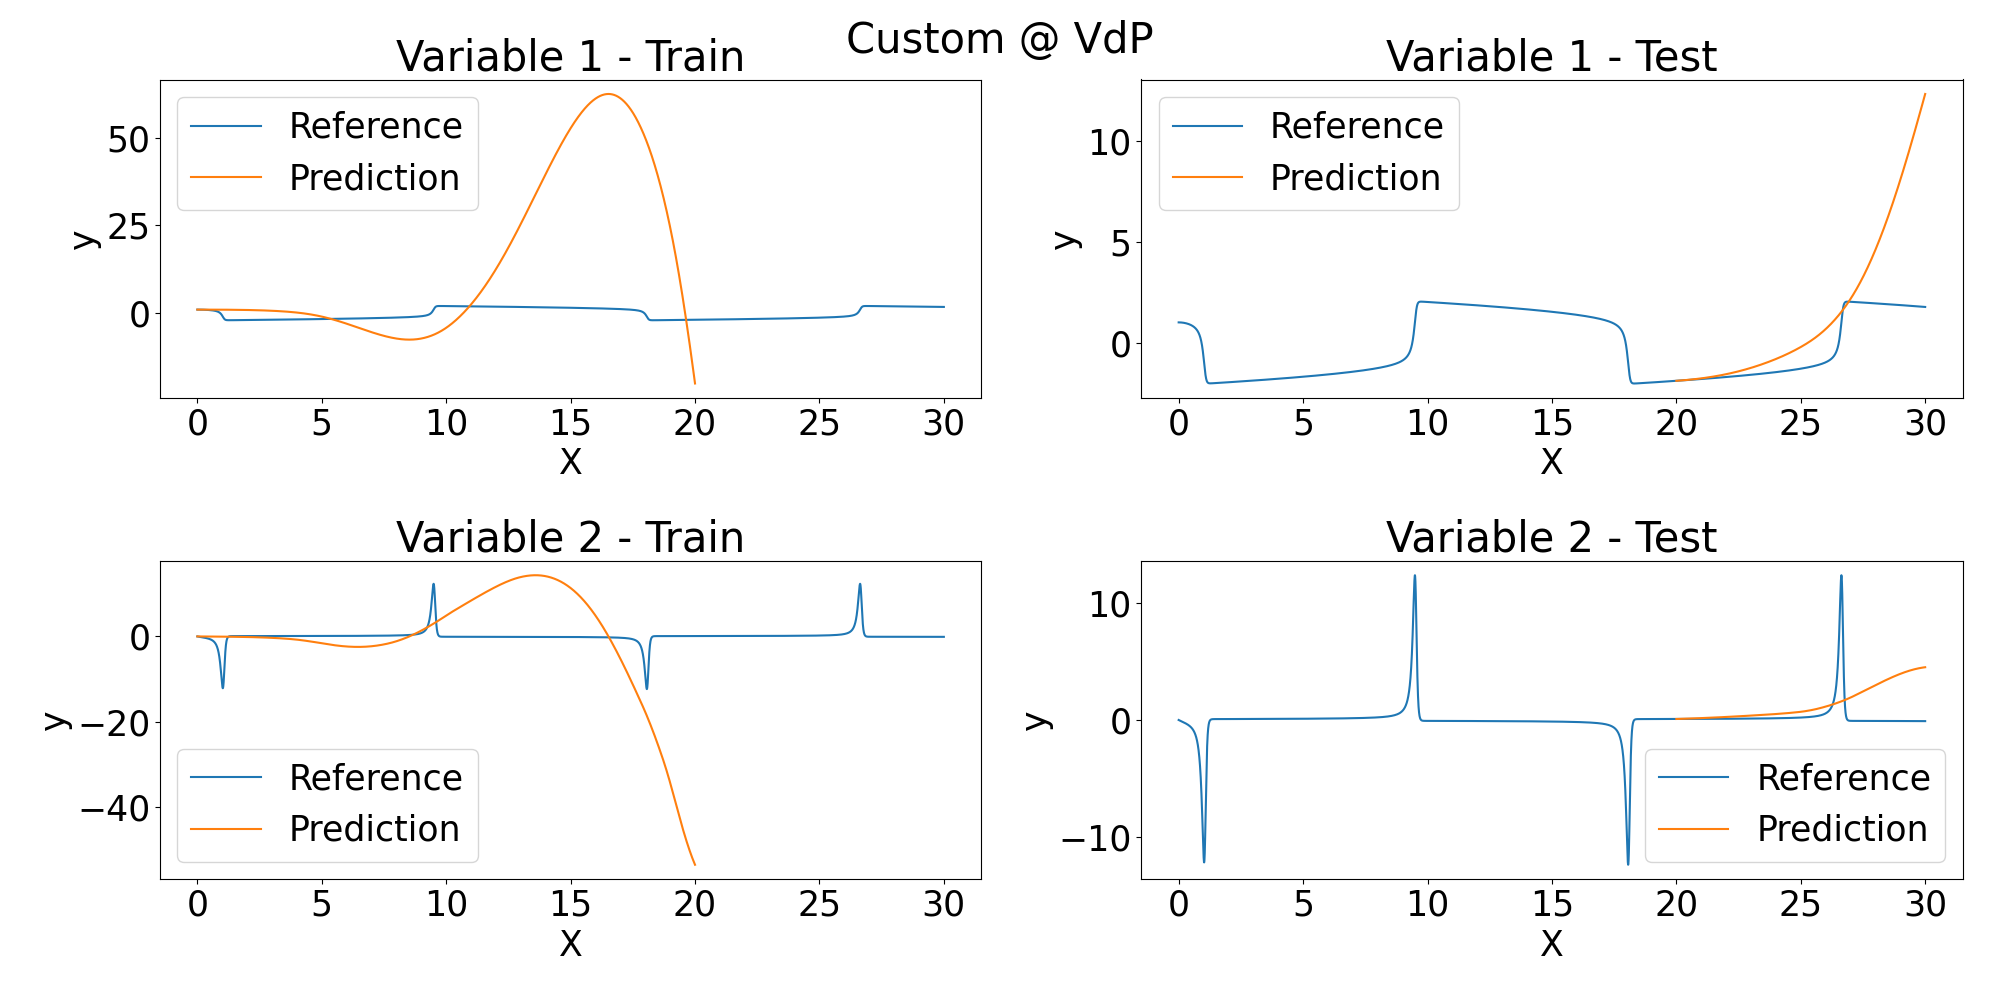 Custom @ VdP
Variable 1 - Train
Reference
Prediction
y
50
25
0
0 5 10 15 20 25 30
X
Variable 1 - Test
Reference
Prediction
y
10
5
0
0 5 10 15 20 25 30
X
Variable 2 - Train
y
0
−20
−40
Reference
Prediction
0 5 10 15 20 25 30
X
Variable 2 - Test
y
10
0
−10
Reference
Prediction
0 5 10 15 20 25 30
X